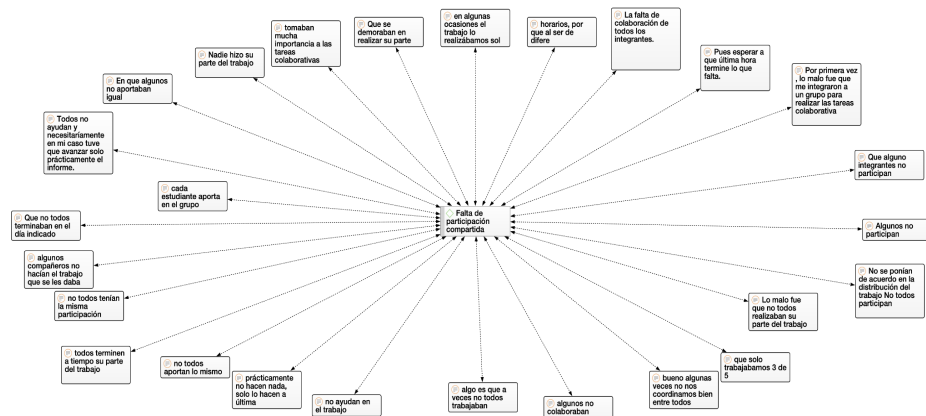 tomaban
mucha
importancia a las
tareas
colaborativas
Que se
demoraban en
realizar su parte
en algunas
ocasiones el
trabajo lo
realizábamos sol
horarios, por
que al ser de
difere
La falta de
colaboración de
todos los
integrantes.
Nadie hizo su
parte del trabajo
Pues esperar a
que última hora
termine lo que
falta.
Por primera vez
, lo malo fue que
me integraron a
un grupo para
realizar las tareas
colaborativa
En que algunos
no aportaban
igual
Todos no
ayudan y
necesitaríamente
en mi caso tuve
que avanzar solo
prácticamente el
informe.
Que alguno
integrantes no
participan
cada
estudiante aporta
en el grupo
Falta de
participación
compartida
Que no todos
terminaban en el
día indicado
Algunos no
participan
algunos
compañeros no
hacían el trabajo
que se les daba
No se ponían
de acuerdo en la
distribución del
trabajo No todos
participan
no todos tenían
la misma
participación
Lo malo fue
que no todos
realizaban su
parte del trabajo
todos terminen
a tiempo su parte
del trabajo
no todos
aportan lo mismo
que solo
trabajabamos 3 de
5
prácticamente
no hacen nada,
solo lo hacen a
última
no ayudan en
el trabajo
algo es que a
veces no todos
trabajaban
algunos no
colaboraban
bueno algunas
veces no nos
coordinamos bien
entre todos